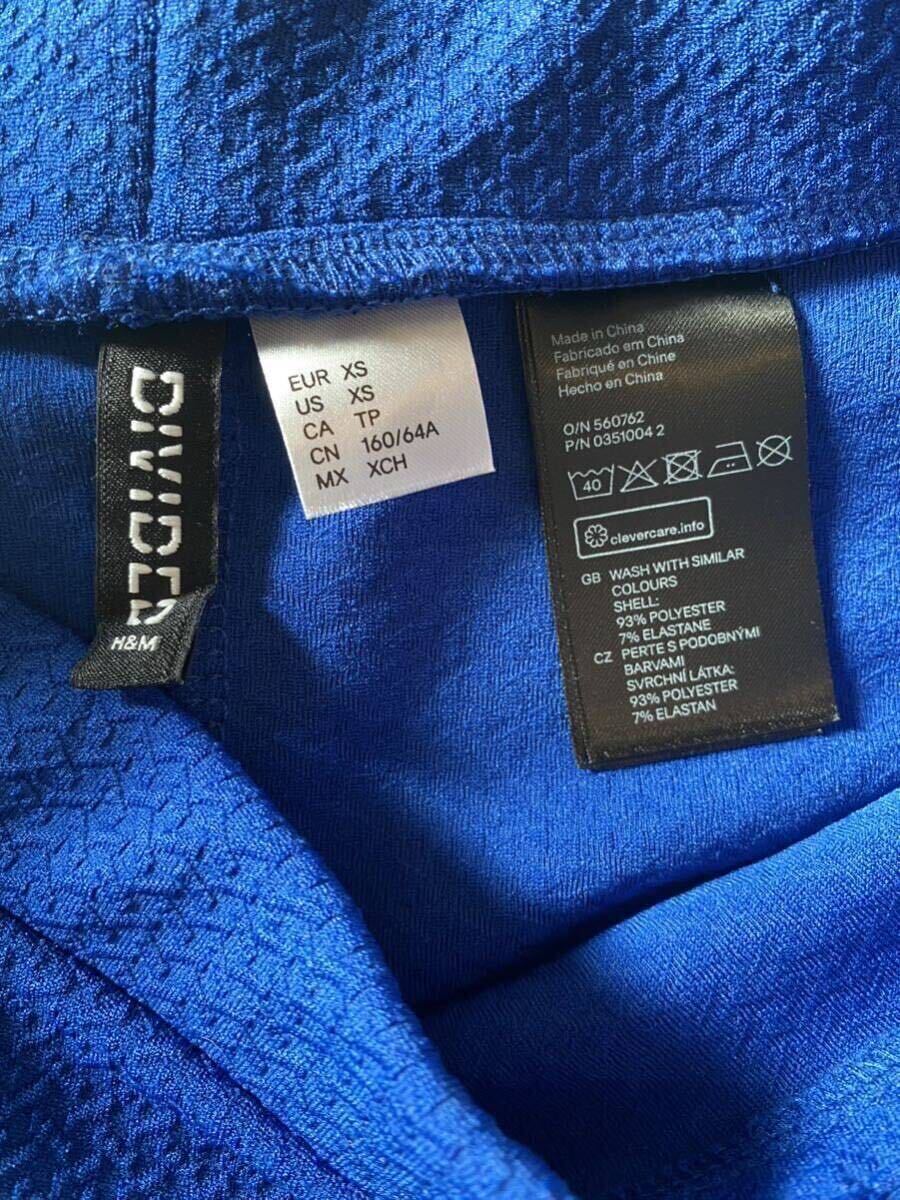 DIVIDED
H&M
EUR XS
US XS
CA TP
CN 160/64A
MX XCH
Made in China
Fabricado em China
Fabriqué en Chine
Hecho en China
O/N 560762
P/N 0351004 2
40
clevercare.info
GB WASH WITH SIMILAR
COLOURS
SHELL:
93% POLYESTER
7% ELASTANE
CZ PERTE S PODOBNÝMI
BARVAMI
SVRCHNÍ LÁTKA:
93% POLYESTER
7% ELASTAN